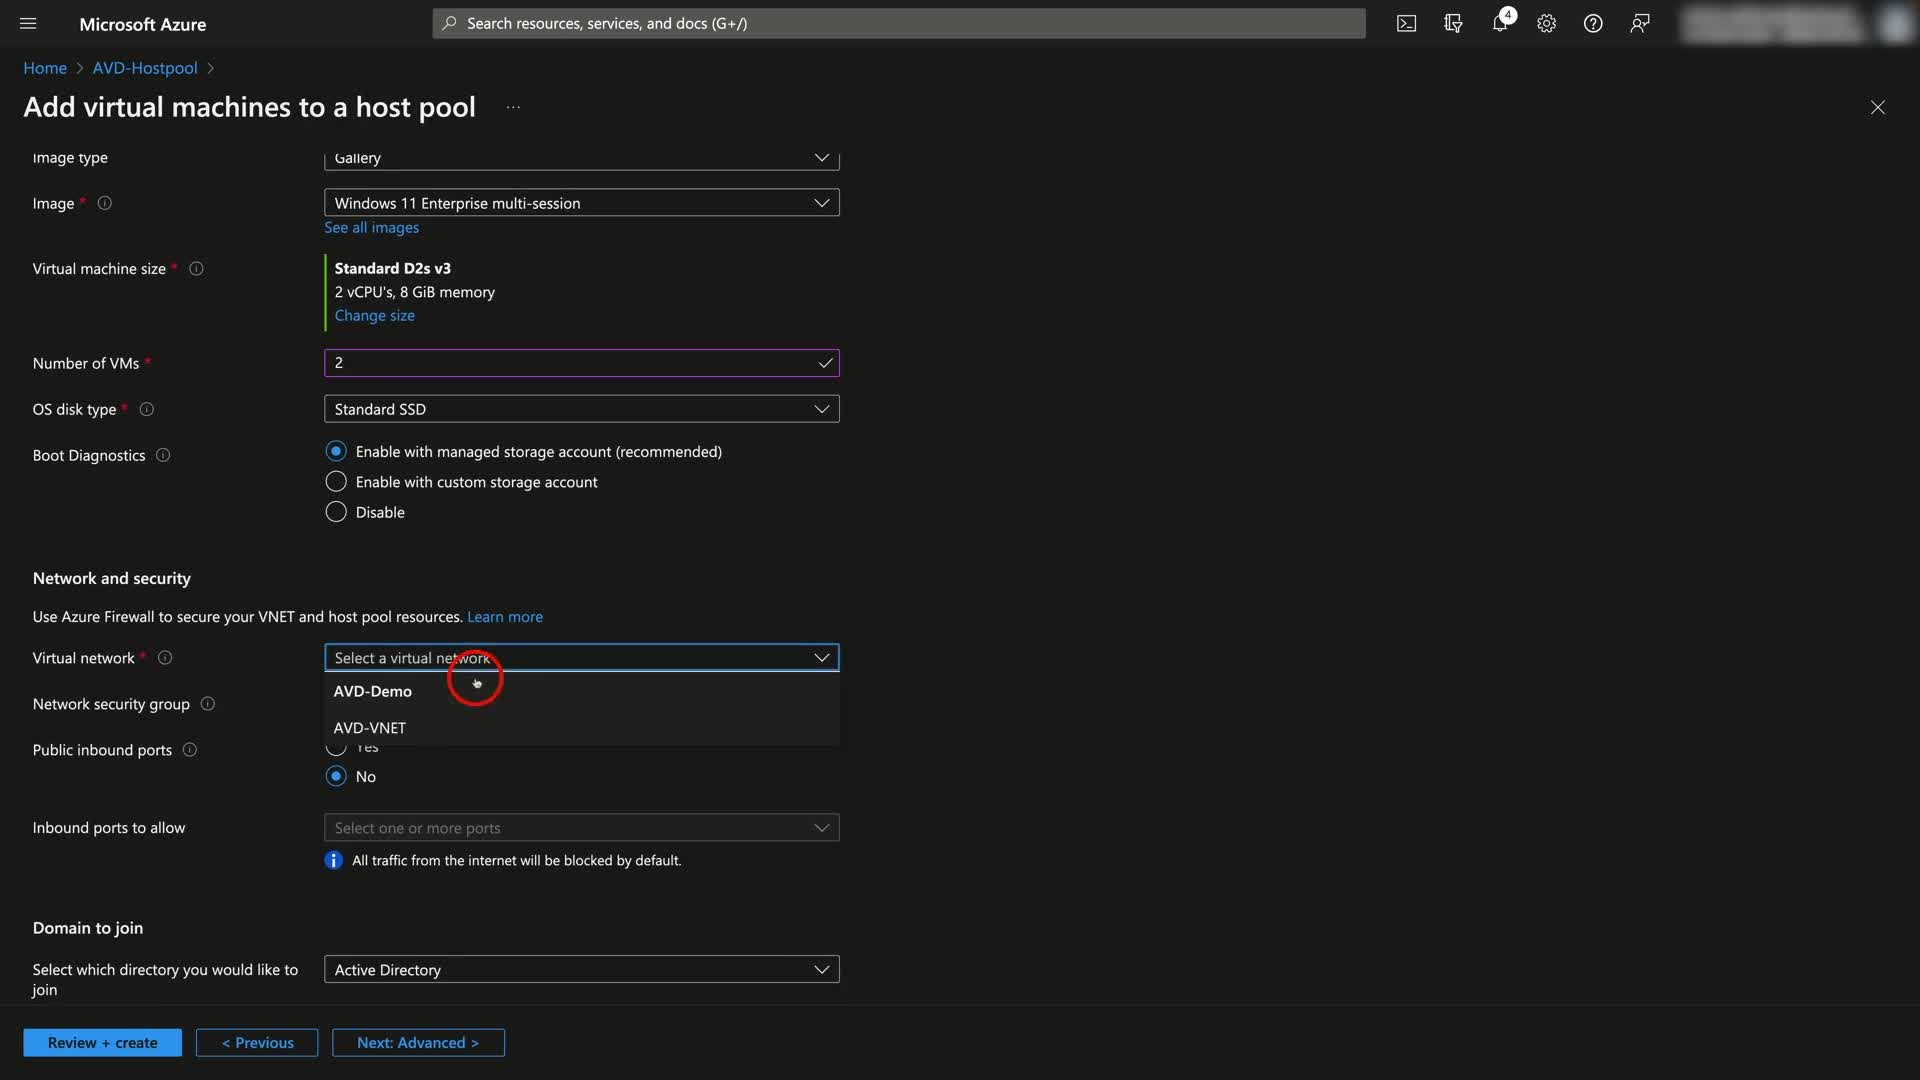 Microsoft Azure
Search resources, services, and docs (G+/)
4
Home > AVD-Hostpool >
Add virtual machines to a host pool ...
Image type
Gallery
Image *
Windows 11 Enterprise multi-session
See all images
Virtual machine size *
Standard D2s v3
2 vCPU's, 8 GiB memory
Change size
Number of VMs *
2
OS disk type *
Standard SSD
Boot Diagnostics
Enable with managed storage account (recommended)
Enable with custom storage account
Disable
Network and security
Use Azure Firewall to secure your VNET and host pool resources. Learn more
Virtual network *
Select a virtual network
AVD-Demo
Network security group
AVD-VNET
Public inbound ports
Yes
No
Inbound ports to allow
Select one or more ports
All traffic from the internet will be blocked by default.
Domain to join
Select which directory you would like to
join
Active Directory
Review + create
< Previous
Next: Advanced >